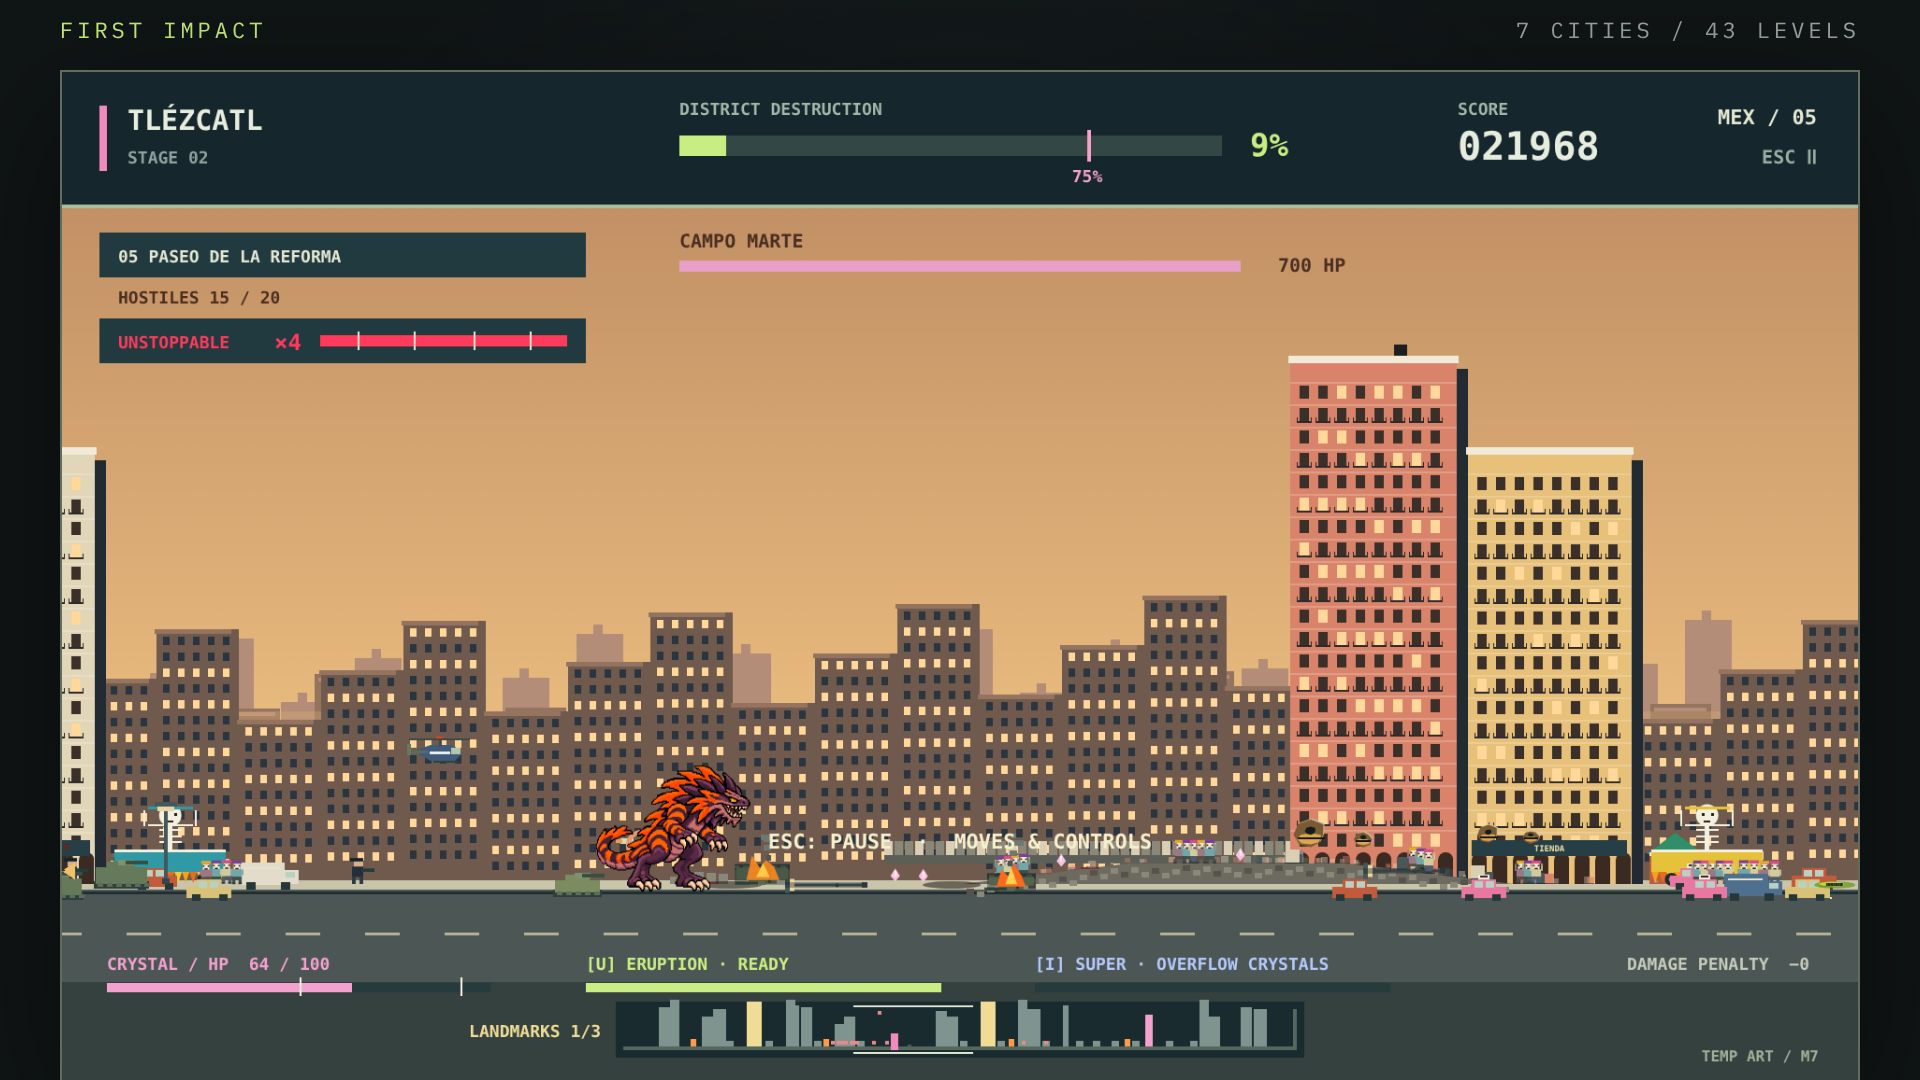 FIRST IMPACT
7 CITIES / 43 LEVELS
TLÉZCATL
STAGE 02
DISTRICT DESTRUCTION
9%
75%
SCORE
021968
MEX / 05
ESC II
05 PASEO DE LA REFORMA
HOSTILES 15 / 20
UNSTOPPABLE ×4
CAMPO MARTE
700 HP
ESC: PAUSE · MOVES & CONTROLS
TIENDA
CRYSTAL / HP 64 / 100
[U] ERUPTION · READY
[I] SUPER · OVERFLOW CRYSTALS
DAMAGE PENALTY −0
LANDMARKS 1/3
TEMP ART / M7